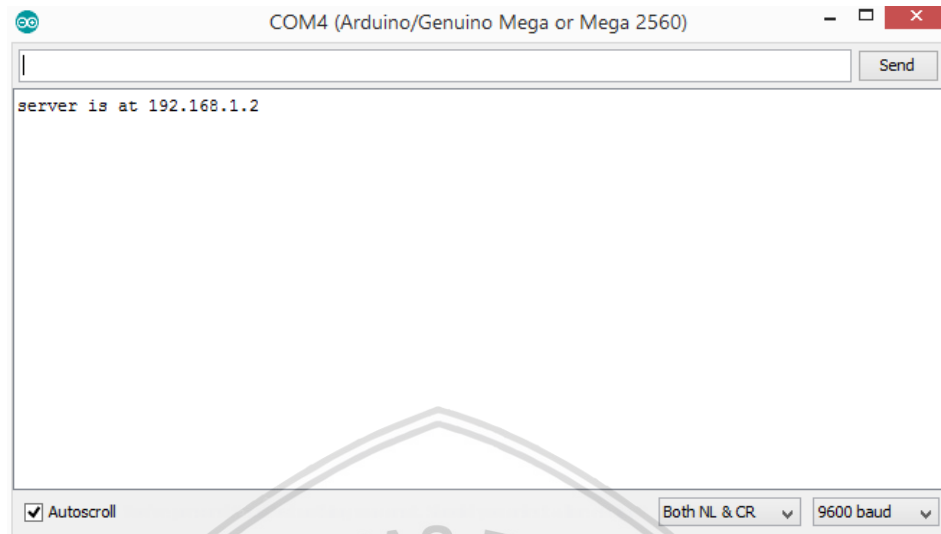 COM4 (Arduino/Genuino Mega or Mega 2560)
Send
server is at 192.168.1.2
Autoscroll
Both NL & CR
9600 baud